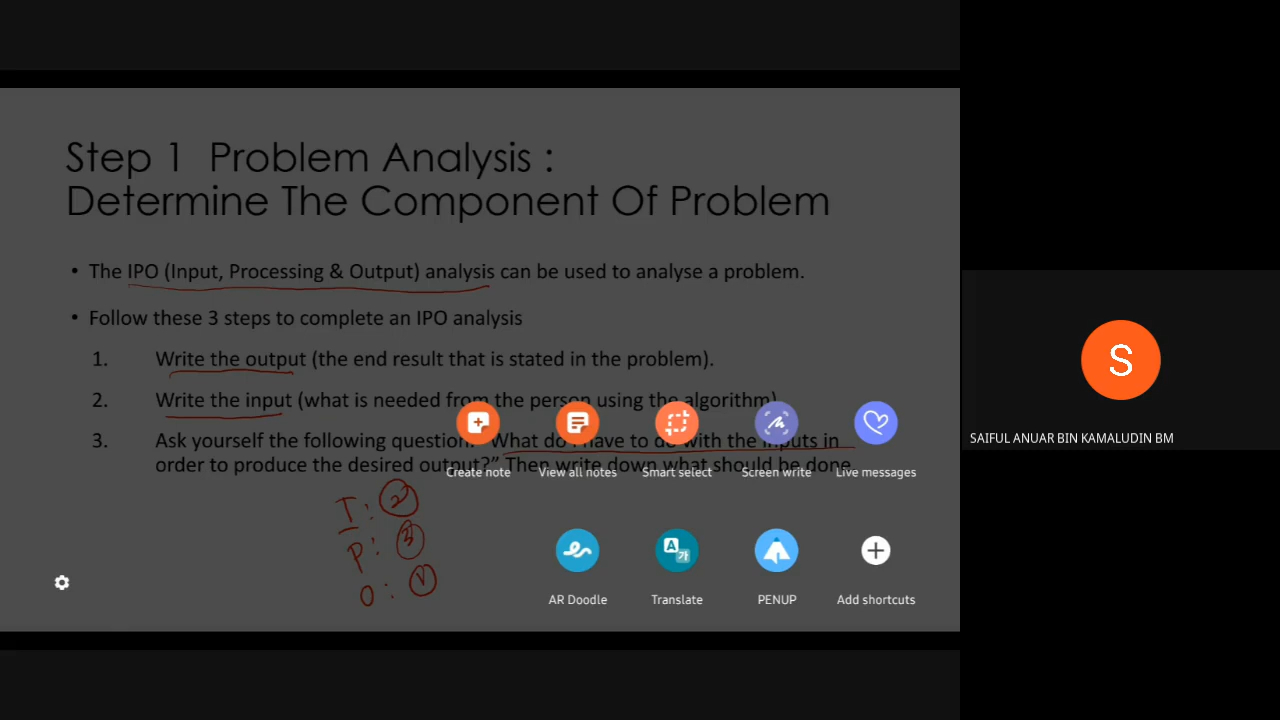 Step 1 Problem Analysis :
Determine The Component Of Problem
• The IPO (Input, Processing & Output) analysis can be used to analyse a problem.
• Follow these 3 steps to complete an IPO analysis
1. Write the output (the end result that is stated in the problem).
2. Write the input (what is needed from the person using the algorithm)
3. Ask yourself the following question. "What do I have to do with the inputs in
order to produce the desired output?" Then write down what should be done.
I : 2
P : 3
O : 1
Create note
View all notes
Smart select
Screen write
Live messages
AR Doodle
Translate
PENUP
Add shortcuts
S
SAIFUL ANUAR BIN KAMALUDIN BM